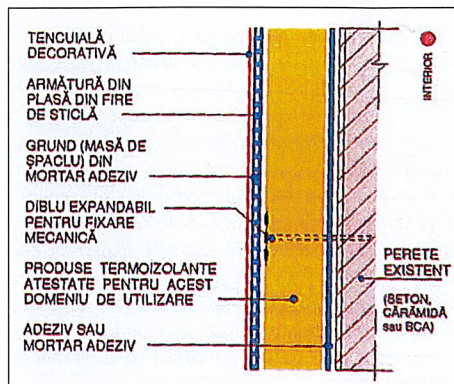 TENCUIALĂ
DECORATIVĂ
ARMĂTURĂ DIN
PLASĂ DIN FIRE
DE STICLĂ
GRUND (MASĂ DE
ŞPACLU) DIN
MORTAR ADEZIV
DIBLU EXPANDABIL
PENTRU FIXARE
MECANICĂ
PRODUSE TERMOIZOLANTE
ATESTATE PENTRU ACEST
DOMENIU DE UTILIZARE
ADEZIV SAU
MORTAR ADEZIV
INTERIOR
PERETE
EXISTENT
(BETON,
CĂRĂMIDĂ
sau BCA)